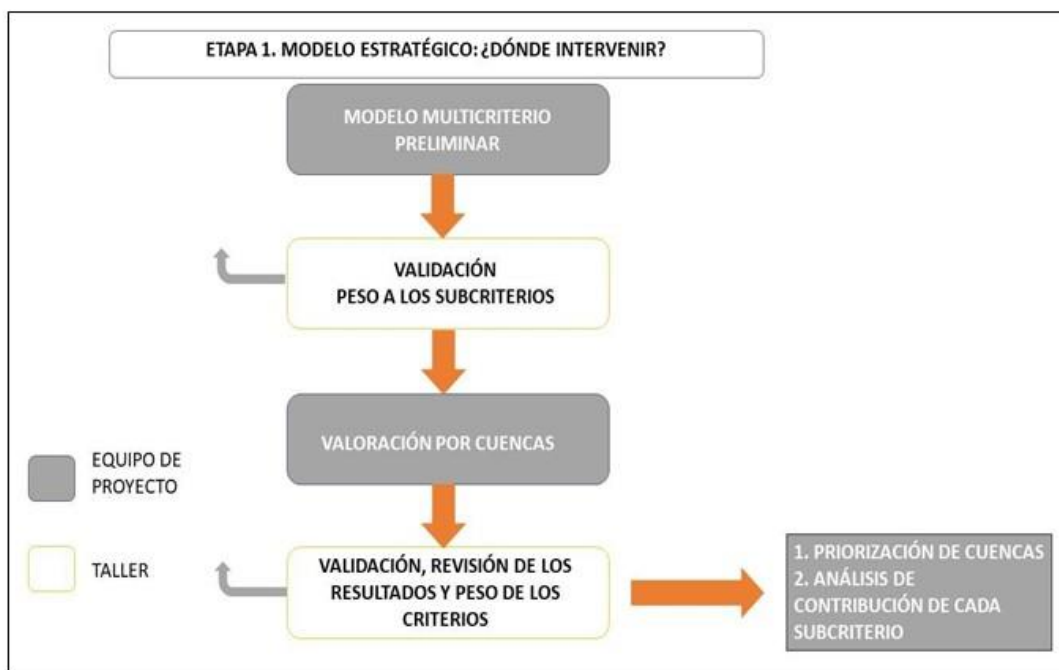 ETAPA 1. MODELO ESTRATÉGICO: ¿DÓNDE INTERVENIR?
MODELO MULTICRITERIO
PRELIMINAR
VALIDACIÓN
PESO A LOS SUBCRITERIOS
VALORACIÓN POR CUENCAS
EQUIPO DE
PROYECTO
TALLER
VALIDACIÓN, REVISIÓN DE LOS
RESULTADOS Y PESO DE LOS
CRITERIOS
1. PRIORIZACIÓN DE CUENCAS
2. ANÁLISIS DE
CONTRIBUCIÓN DE CADA
SUBCRITERIO